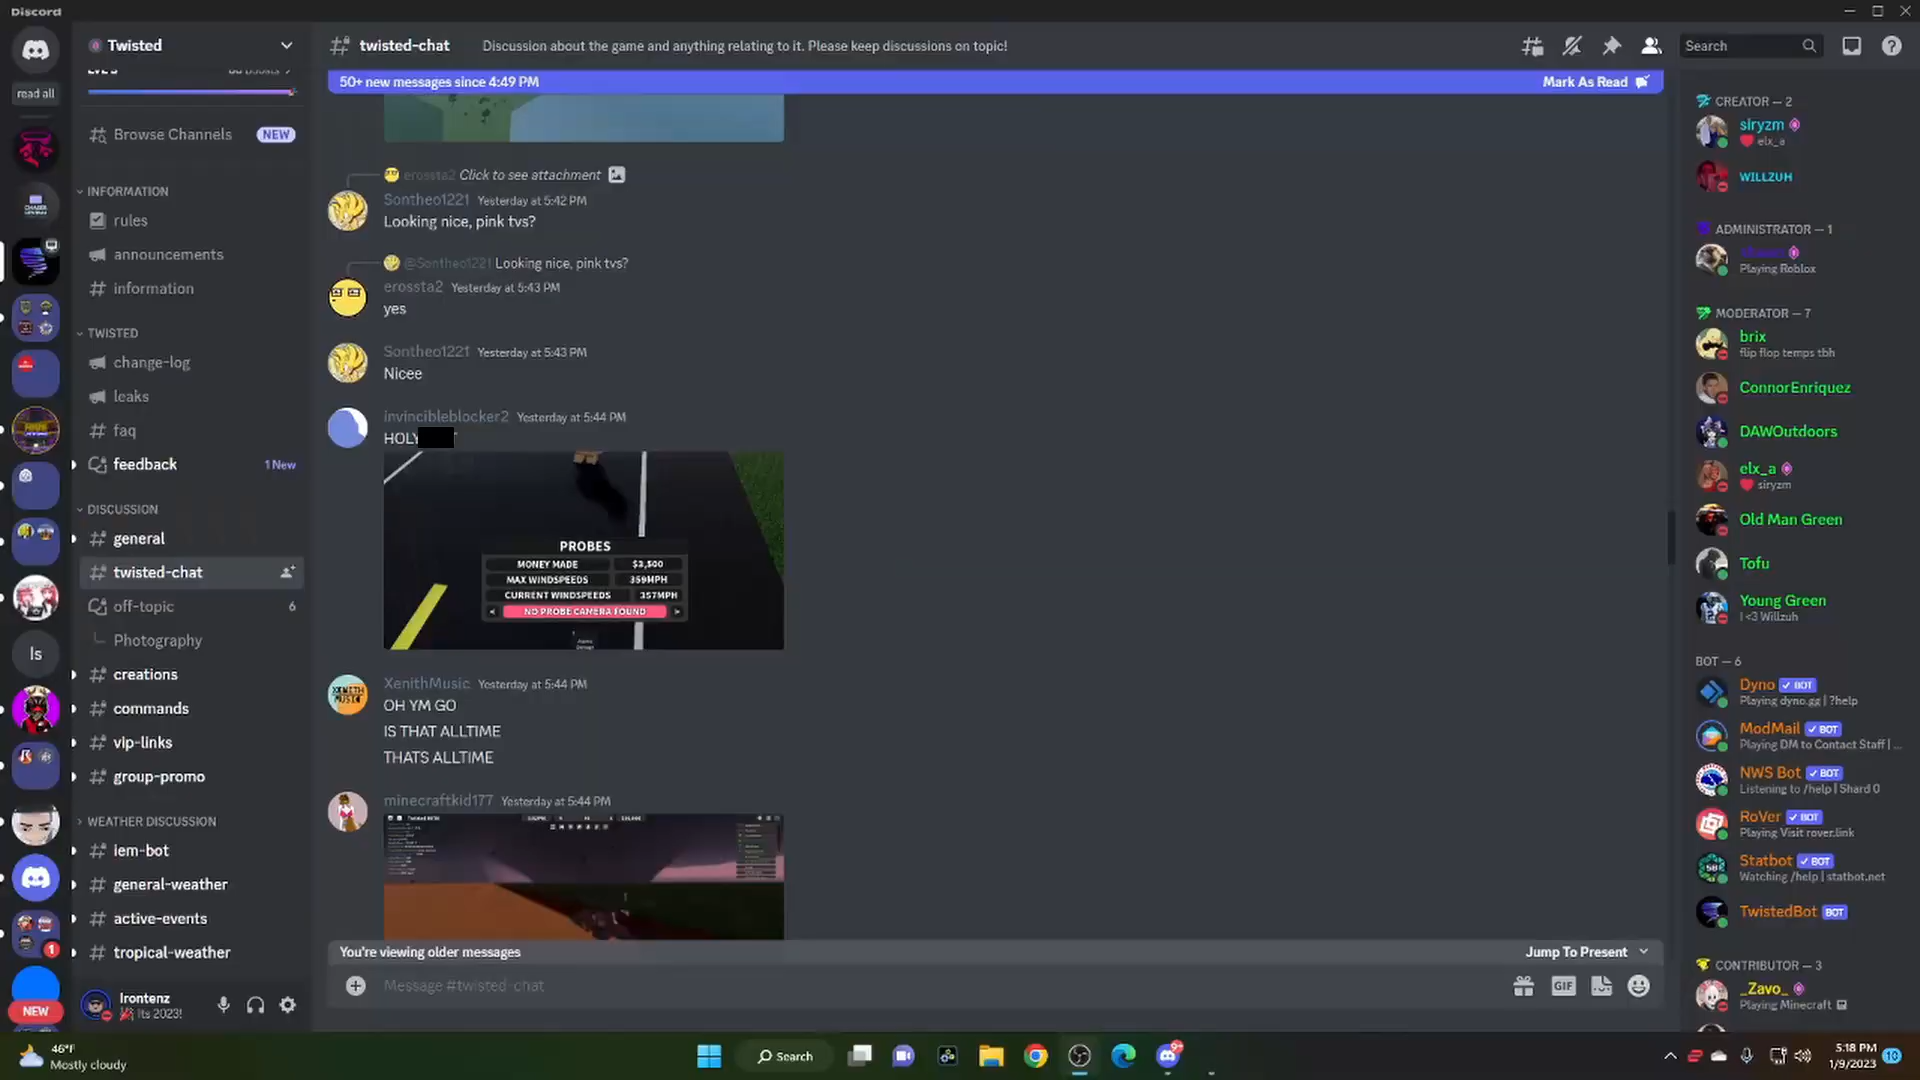 Discord
read all
NEW
ls
1
Twisted
Browse Channels NEW
INFORMATION
rules
announcements
information
TWISTED
change-log
leaks
faq
feedback 1 New
DISCUSSION
general
twisted-chat
off-topic 6
Photography
creations
commands
vip-links
group-promo
WEATHER DISCUSSION
iem-bot
general-weather
active-events
tropical-weather
Irontenz
Its 2023!
twisted-chat Discussion about the game and anything relating to it. Please keep discussions on topic!
Search
50+ new messages since 4:49 PM Mark As Read
erossta2 Click to see attachment
Sontheo1221 Yesterday at 5:42 PM
Looking nice, pink tvs?
@Sontheo1221 Looking nice, pink tvs?
erossta2 Yesterday at 5:43 PM
yes
Sontheo1221 Yesterday at 5:43 PM
Nicee
invincibleblocker2 Yesterday at 5:44 PM
HOLY
PROBES
MONEY MADE $3,500
MAX WINDSPEEDS 359MPH
CURRENT WINDSPEEDS 357MPH
NO PROBE CAMERA FOUND
XenithMusic Yesterday at 5:44 PM
OH YM GO
IS THAT ALLTIME
THATS ALLTIME
minecraftkid177 Yesterday at 5:44 PM
You're viewing older messages Jump To Present
Message #twisted-chat
GIF
CREATOR — 2
slryzm
elx_a
WILLZUH
ADMINISTRATOR — 1
Playing Roblox
MODERATOR — 7
brix
flip flop temps tbh
ConnorEnriquez
DAWOutdoors
elx_a
slryzm
Old Man Green
Tofu
Young Green
I <3 Willzuh
BOT — 6
Dyno BOT
Playing dyno.gg | ?help
ModMail BOT
Playing DM to Contact Staff | ...
NWS Bot BOT
Listening to /help | Shard 0
RoVer BOT
Playing Visit rover.link
Statbot BOT
Watching /help | statbot.net
TwistedBot BOT
CONTRIBUTOR — 3
_Zavo_
Playing Minecraft
46°F
Mostly cloudy
Search
9+
5:18 PM
1/9/2023
10